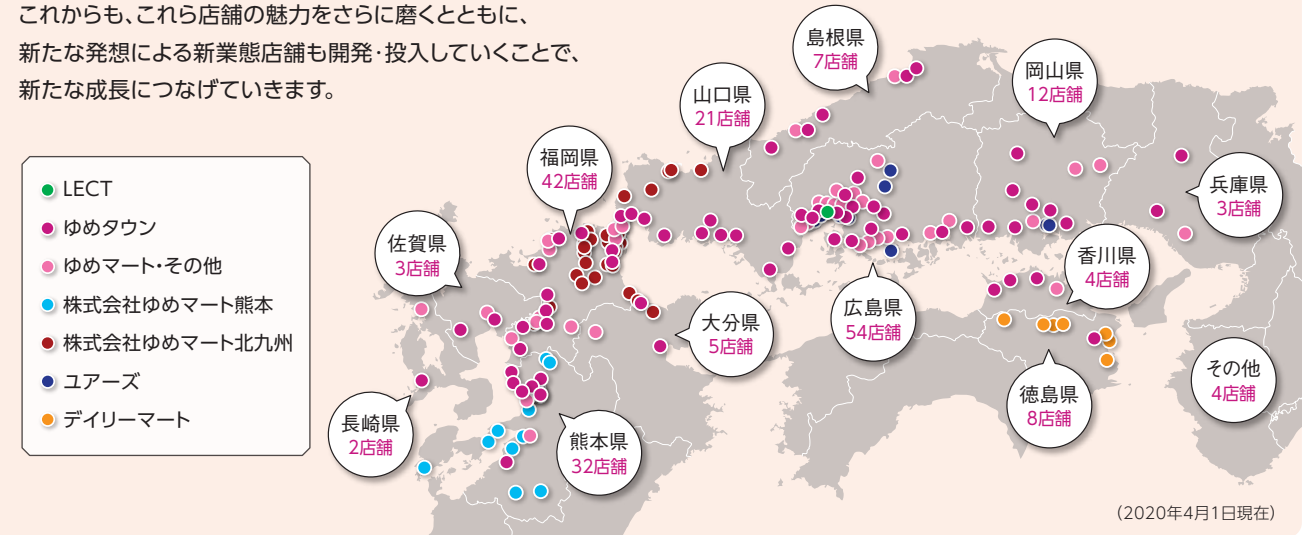 これからも、これら店舗の魅力をさらに磨くとともに、
新たな発想による新業態店舗も開発・投入していくことで、
新たな成長につなげていきます。
LECT
ゆめタウン
ゆめマート・その他
株式会社ゆめマート熊本
株式会社ゆめマート北九州
ユアーズ
デイリーマート
島根県
7店舗
岡山県
12店舗
山口県
21店舗
福岡県
42店舗
兵庫県
3店舗
佐賀県
3店舗
香川県
4店舗
大分県
5店舗
広島県
54店舗
その他
4店舗
徳島県
8店舗
長崎県
2店舗
熊本県
32店舗
(2020年4月1日現在)